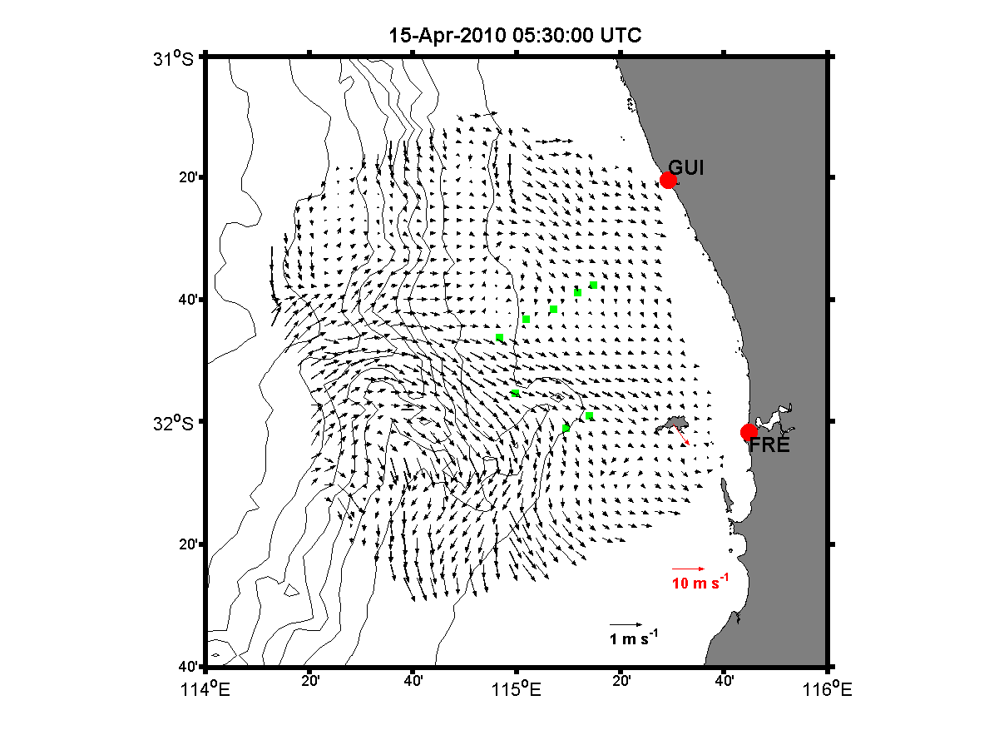 15-Apr-2010 05:30:00 UTC
31°S
GUI
20'
40'
32°S
FRE
20'
10 m s⁻¹
1 m s⁻¹
40'
114°E 20' 40' 115°E 20' 40' 116°E